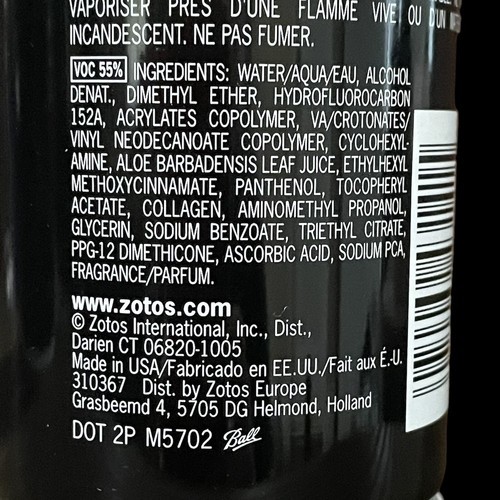 VAPORISER PRÈS D'UNE FLAMME VIVE OU D'UN
INCANDESCENT. NE PAS FUMER.
VOC 55% INGREDIENTS: WATER/AQUA/EAU, ALCOHOL
DENAT., DIMETHYL ETHER, HYDROFLUOROCARBON
152A, ACRYLATES COPOLYMER, VA/CROTONATES/
VINYL NEODECANOATE COPOLYMER, CYCLOHEXYL-
AMINE, ALOE BARBADENSIS LEAF JUICE, ETHYLHEXYL
METHOXYCINNAMATE, PANTHENOL, TOCOPHERYL
ACETATE, COLLAGEN, AMINOMETHYL PROPANOL,
GLYCERIN, SODIUM BENZOATE, TRIETHYL CITRATE,
PPG-12 DIMETHICONE, ASCORBIC ACID, SODIUM PCA,
FRAGRANCE/PARFUM.
www.zotos.com
© Zotos International, Inc., Dist.,
Darien CT 06820-1005
Made in USA/Fabricado en EE.UU./Fait aux É.-U.
310367 Dist. by Zotos Europe
Grasbeemd 4, 5705 DG Helmond, Holland
DOT 2P M5702 Ball